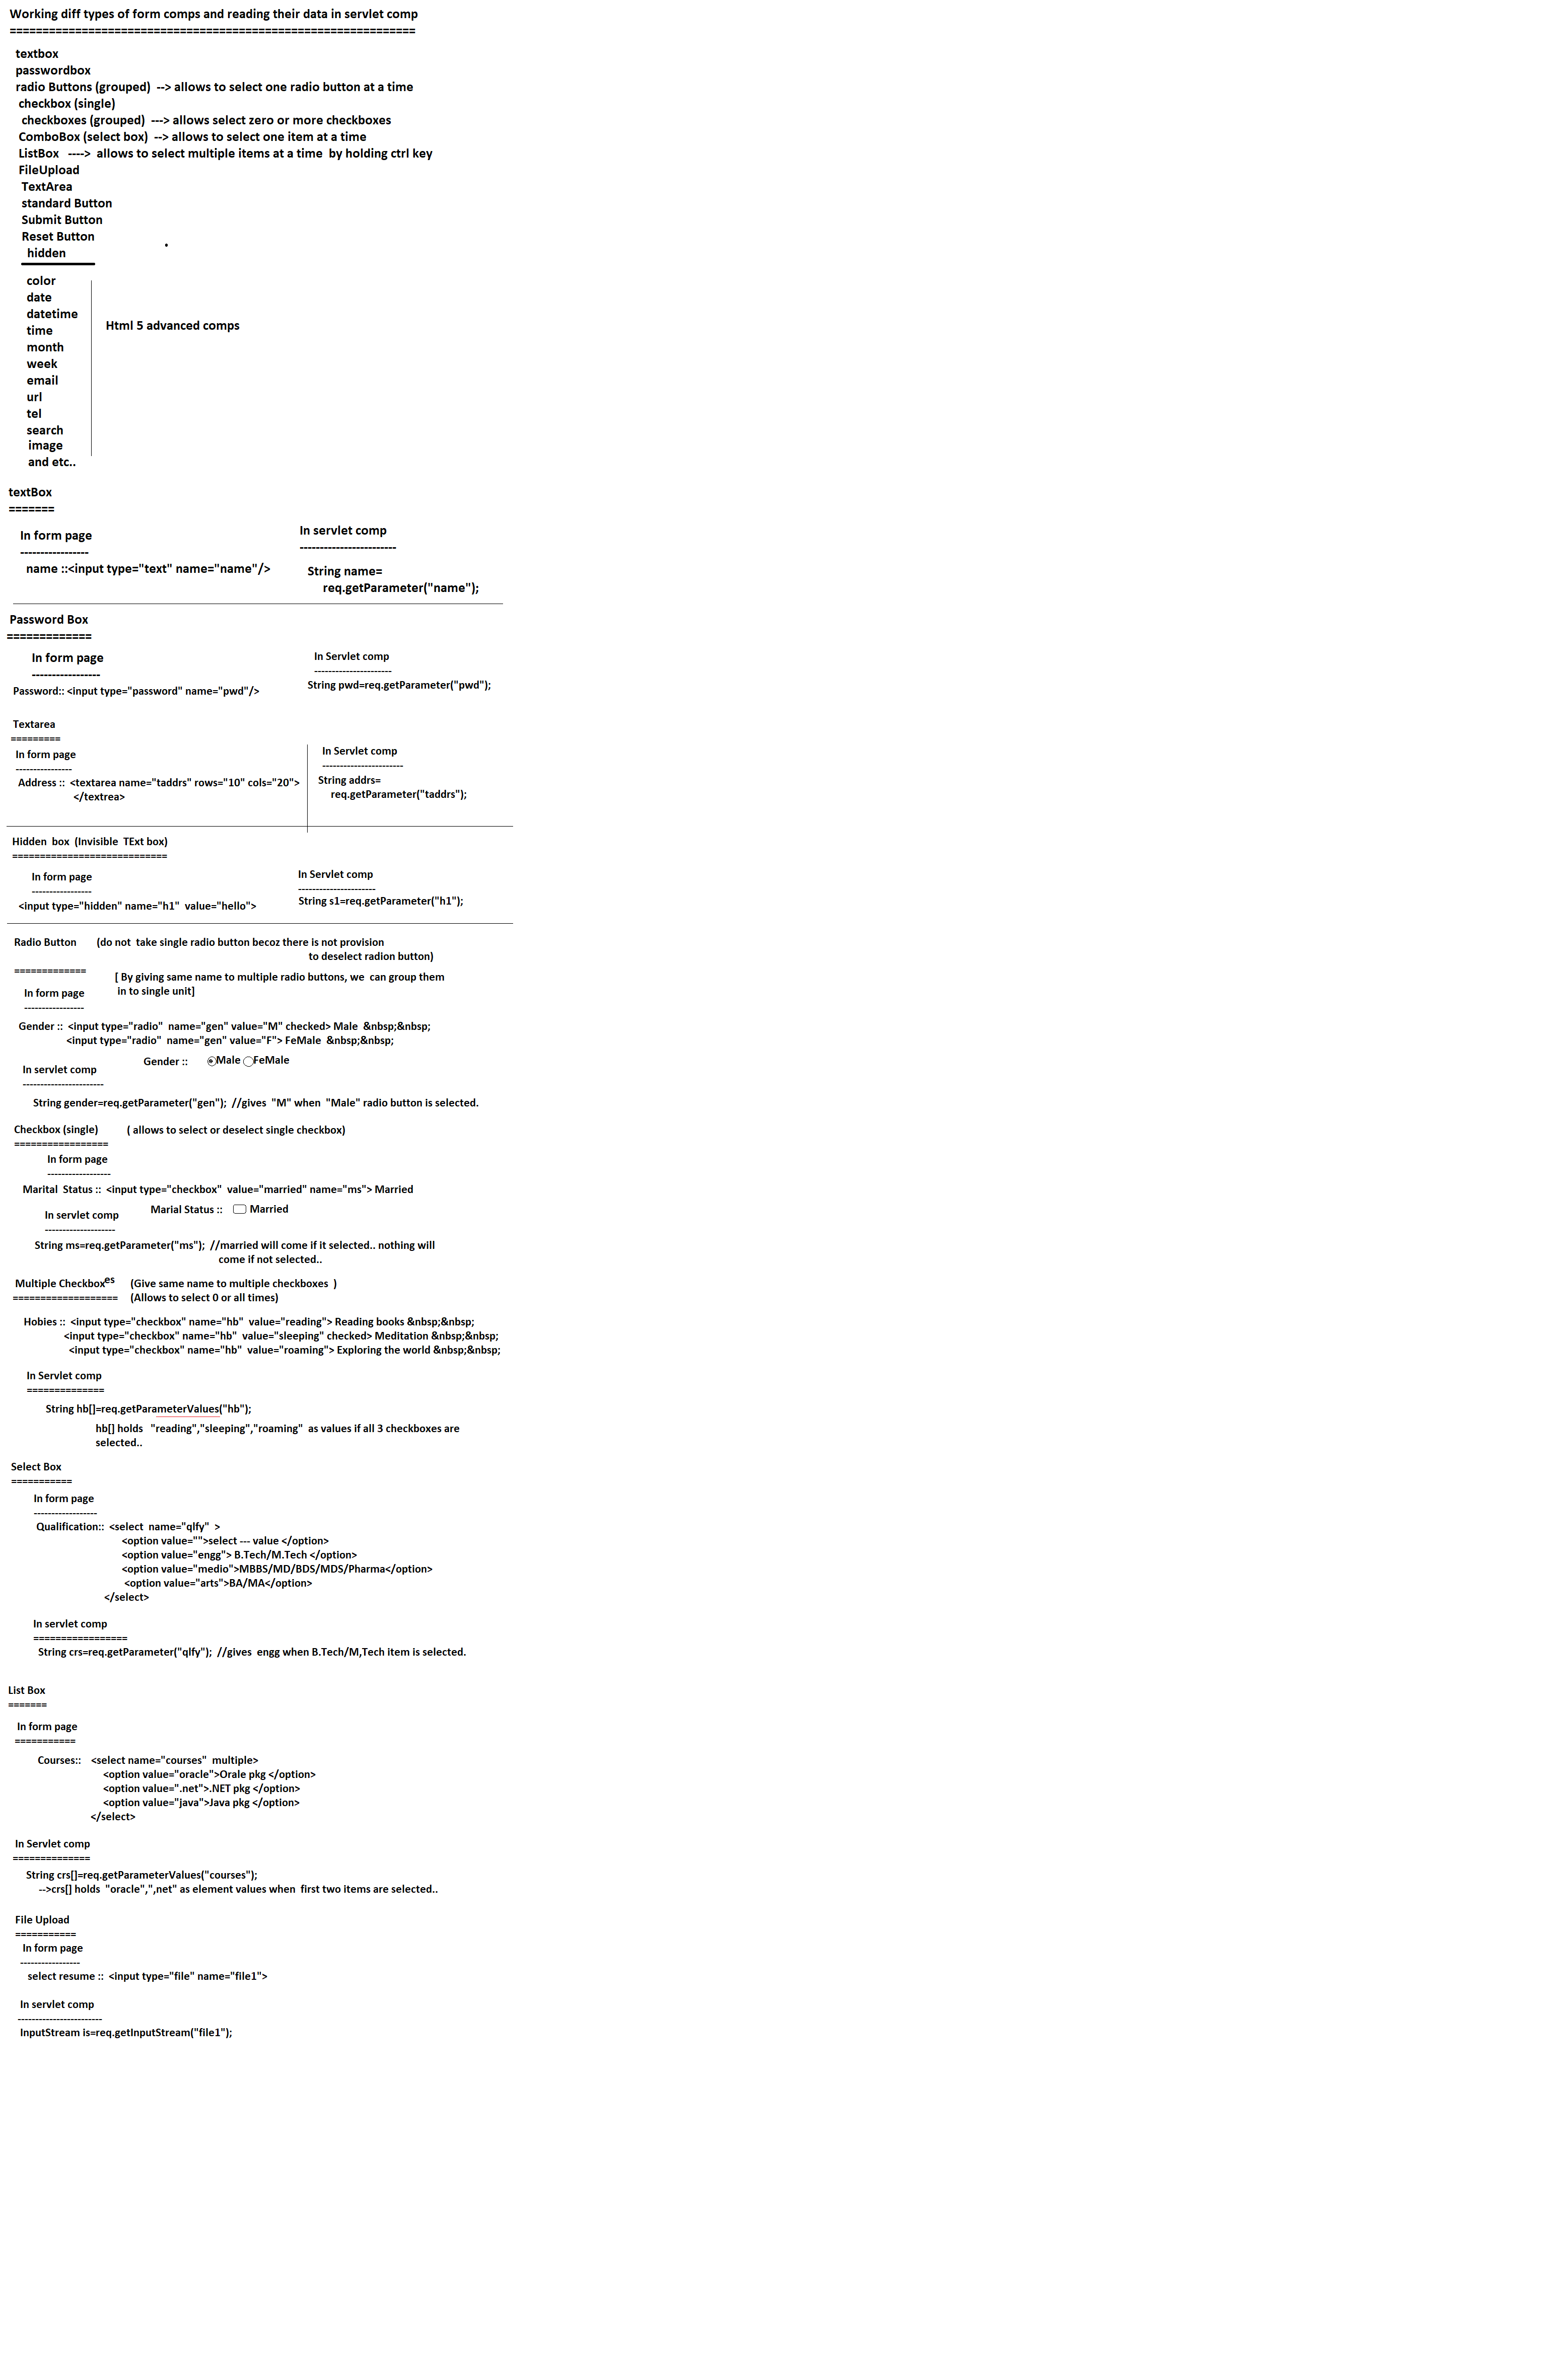 Working diff types of form comps and reading their data in servlet comp
==============================================================
textbox
passwordbox
radio Buttons (grouped)  --> allows to select one radio button at a time
checkbox (single)
checkboxes (grouped)  ---> allows select zero or more checkboxes
ComboBox (select box)  --> allows to select one item at a time
ListBox   ---->  allows to select multiple items at a time  by holding ctrl key
FileUpload
TextArea
standard Button
Submit Button
Reset Button
hidden
color
date
datetime
time
Html 5 advanced comps
month
week
email
url
tel
search
image
and etc..
textBox
=======
In form page
-----------------
name ::<input type="text" name="name"/>
In servlet comp
------------------------
String name=
req.getParameter("name");
Password Box
=============
In form page
-----------------
Password:: <input type="password" name="pwd"/>
In Servlet comp
----------------------
String pwd=req.getParameter("pwd");
Textarea
=========
In form page
----------------
Address ::  <textarea name="taddrs" rows="10" cols="20">
</textrea>
In Servlet comp
-----------------------
String addrs=
req.getParameter("taddrs");
Hidden  box  (Invisible  TExt box)
============================
In form page
-----------------
<input type="hidden" name="h1"  value="hello">
In Servlet comp
----------------------
String s1=req.getParameter("h1");
Radio Button       (do not  take single radio button becoz there is not provision
to deselect radion button)
=============
[ By giving same name to multiple radio buttons, we  can group them
in to single unit]
In form page
-----------------
Gender ::  <input type="radio"  name="gen" value="M" checked> Male  &nbsp;&nbsp;
<input type="radio"  name="gen" value="F"> FeMale  &nbsp;&nbsp;
Gender ::  Male  FeMale
In servlet comp
-----------------------
String gender=req.getParameter("gen");  //gives  "M" when  "Male" radio button is selected.
Checkbox (single)          ( allows to select or deselect single checkbox)
=================
In form page
------------------
Marital  Status ::  <input type="checkbox"  value="married" name="ms"> Married
Marial Status ::  Married
In servlet comp
--------------------
String ms=req.getParameter("ms");  //married will come if it selected.. nothing will
come if not selected..
Multiple Checkboxes     (Give same name to multiple checkboxes  )
===================    (Allows to select 0 or all times)
Hobies ::  <input type="checkbox" name="hb"  value="reading"> Reading books &nbsp;&nbsp;
<input type="checkbox" name="hb"  value="sleeping" checked> Meditation &nbsp;&nbsp;
<input type="checkbox" name="hb"  value="roaming"> Exploring the world &nbsp;&nbsp;
In Servlet comp
==============
String hb[]=req.getParameterValues("hb");
hb[] holds   "reading","sleeping","roaming"  as values if all 3 checkboxes are
selected..
Select Box
===========
In form page
------------------
Qualification::  <select  name="qlfy"  >
<option value="">select --- value </option>
<option value="engg"> B.Tech/M.Tech </option>
<option value="medio">MBBS/MD/BDS/MDS/Pharma</option>
<option value="arts">BA/MA</option>
</select>
In servlet comp
=================
String crs=req.getParameter("qlfy");  //gives  engg when B.Tech/M,Tech item is selected.
List Box
=======
In form page
===========
Courses::    <select name="courses"  multiple>
<option value="oracle">Orale pkg </option>
<option value=".net">.NET pkg </option>
<option value="java">Java pkg </option>
</select>
In Servlet comp
==============
String crs[]=req.getParameterValues("courses");
-->crs[] holds  "oracle",",net" as element values when  first two items are selected..
File Upload
===========
In form page
-----------------
select resume ::  <input type="file" name="file1">
In servlet comp
------------------------
InputStream is=req.getInputStream("file1");